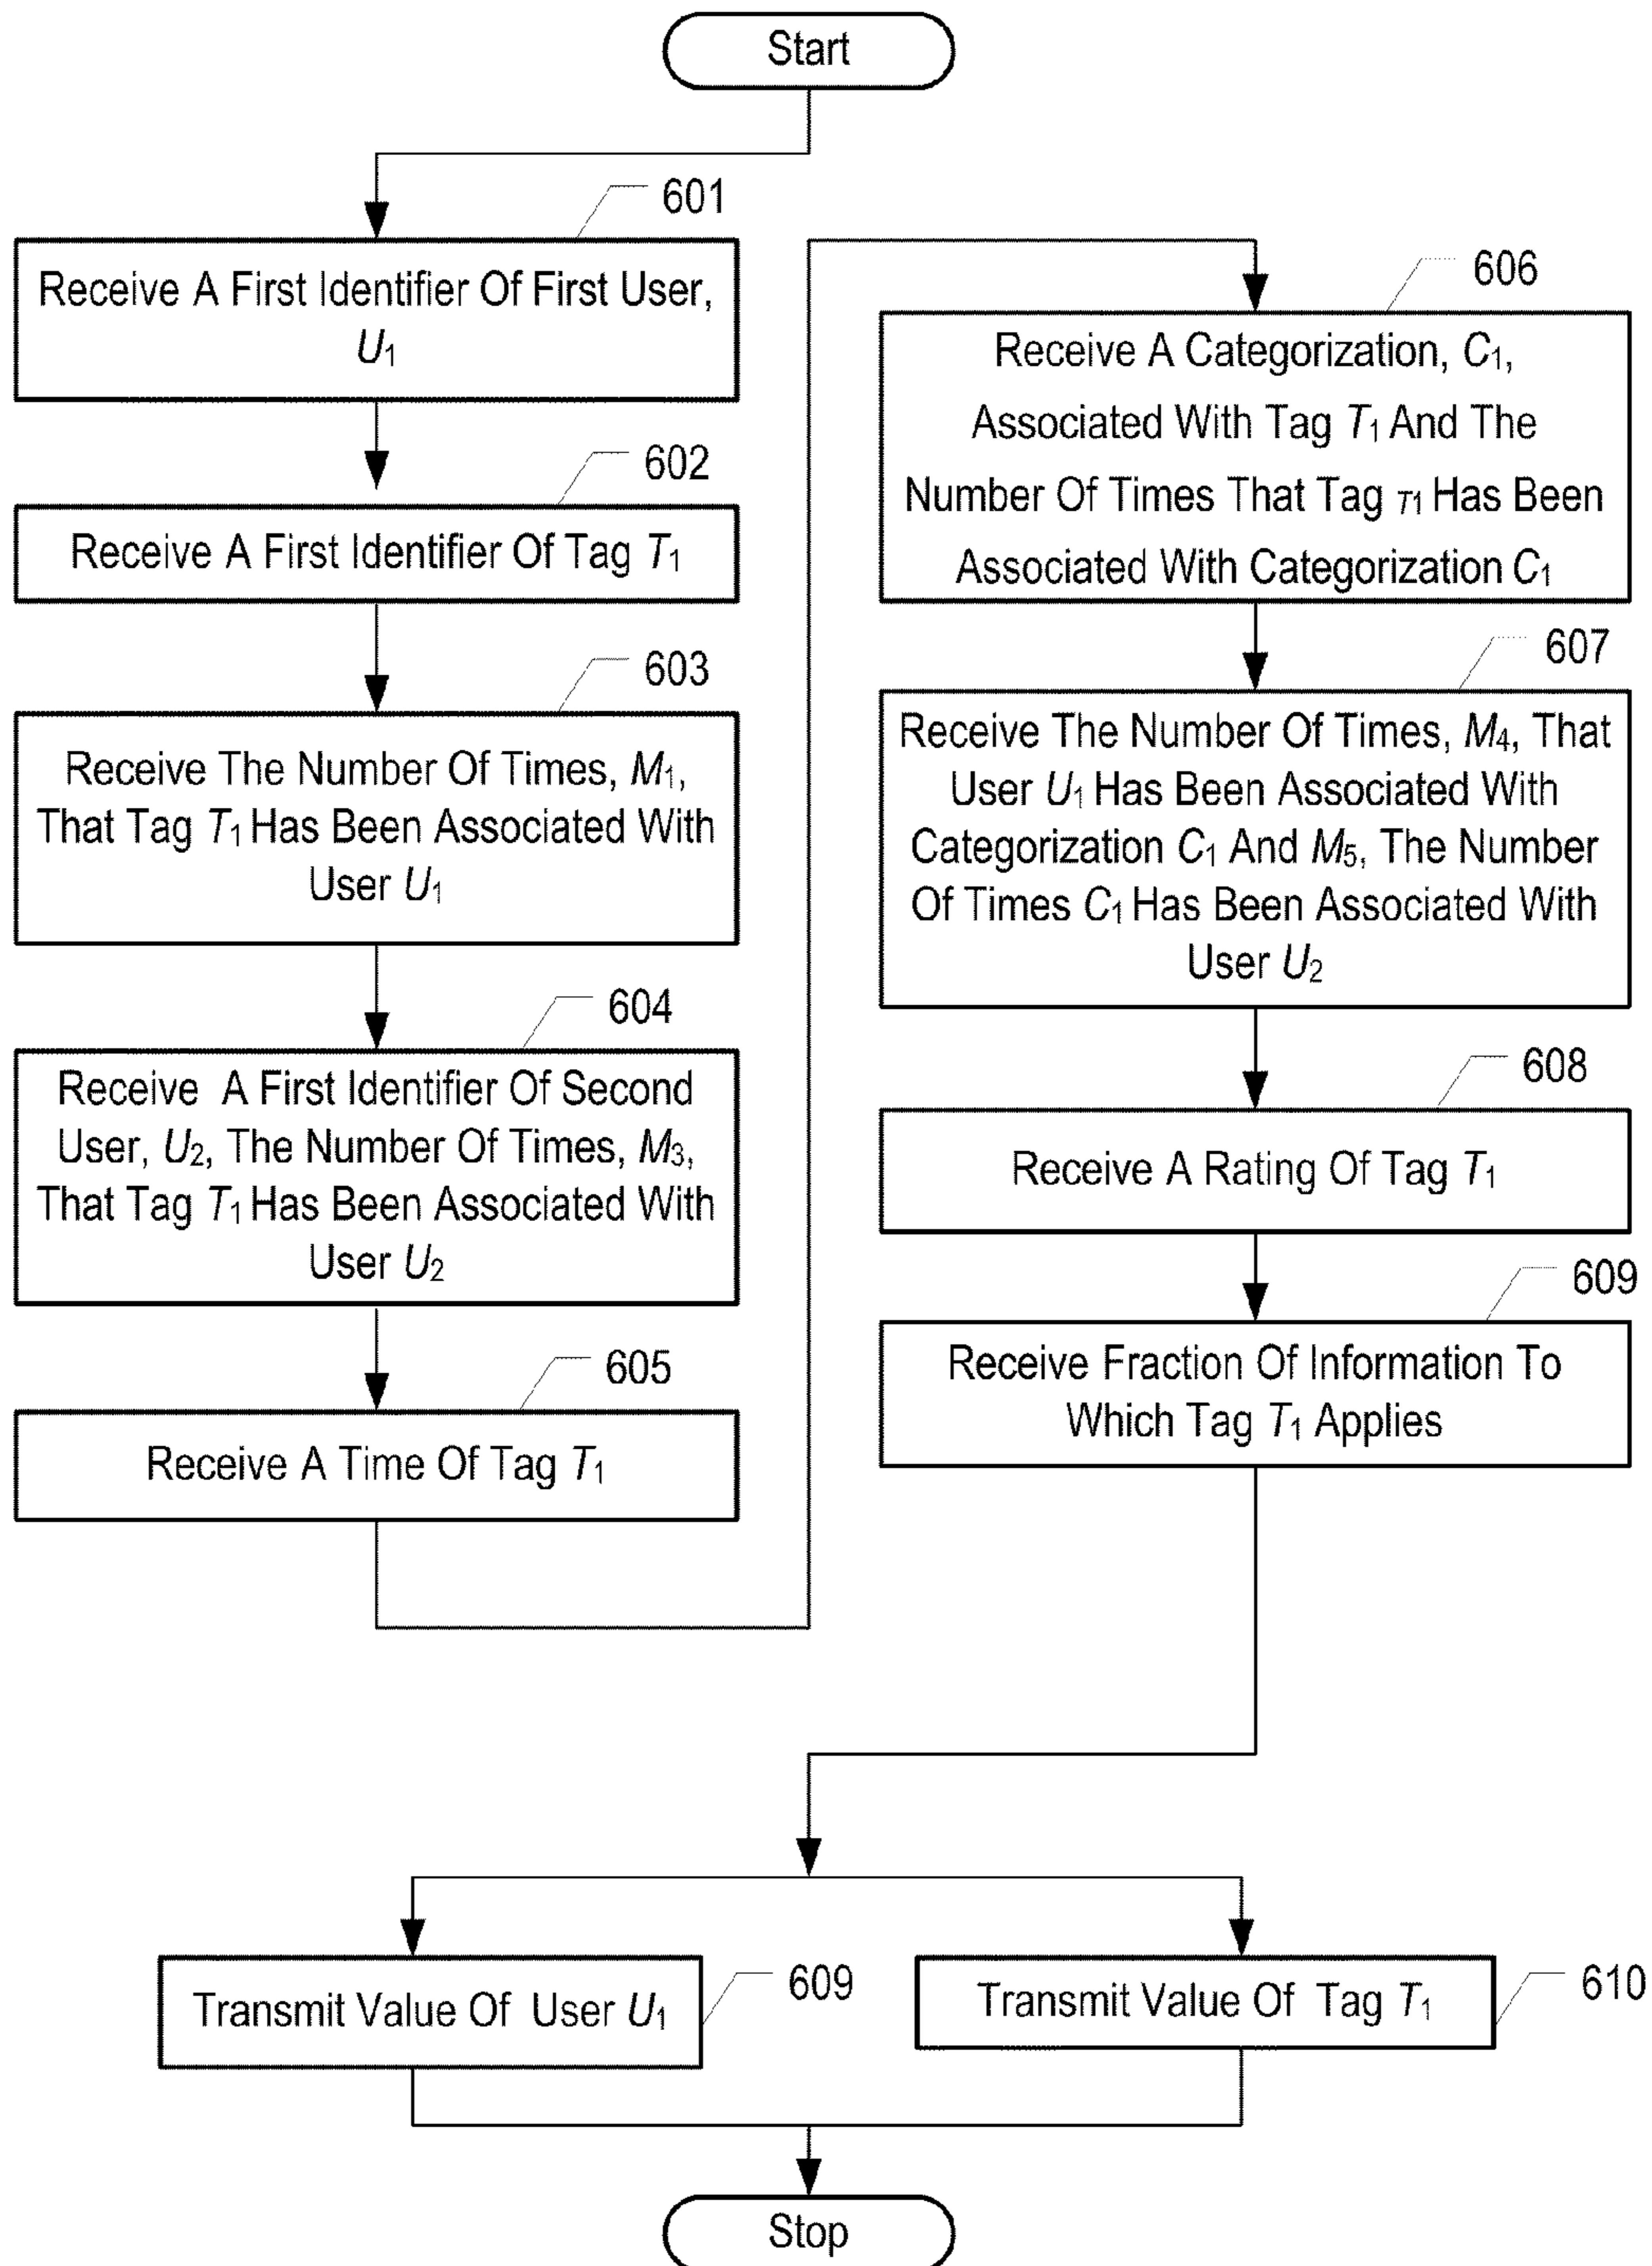 Start
601
Receive A First Identifier Of First User,
U1
602
Receive A First Identifier Of Tag T1
603
Receive The Number Of Times, M1,
That Tag T1 Has Been Associated With
User U1
604
Receive A First Identifier Of Second
User, U2, The Number Of Times, M3,
That Tag T1 Has Been Associated With
User U2
605
Receive A Time Of Tag T1
606
Receive A Categorization, C1,
Associated With Tag T1 And The
Number Of Times That Tag T1 Has Been
Associated With Categorization C1
607
Receive The Number Of Times, M4, That
User U1 Has Been Associated With
Categorization C1 And M5, The Number
Of Times C1 Has Been Associated With
User U2
608
Receive A Rating Of Tag T1
609
Receive Fraction Of Information To
Which Tag T1 Applies
Transmit Value Of User U1
609
Transmit Value Of Tag T1
610
Stop